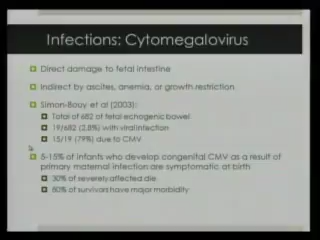 Infections: Cytomegalovirus
Direct damage to fetal intestine
Indirect by ascites, anemia, or growth restriction
Simon-Bouy et al (2003):
Total of 682 of fetal echogenic bowel
19/682 (2.8%) with viral infection
15/19 (79%) due to CMV
5-15% of infants who develop congenital CMV as a result of
primary maternal infection are symptomatic at birth
30% of severely affected die
80% of survivors have major morbidity